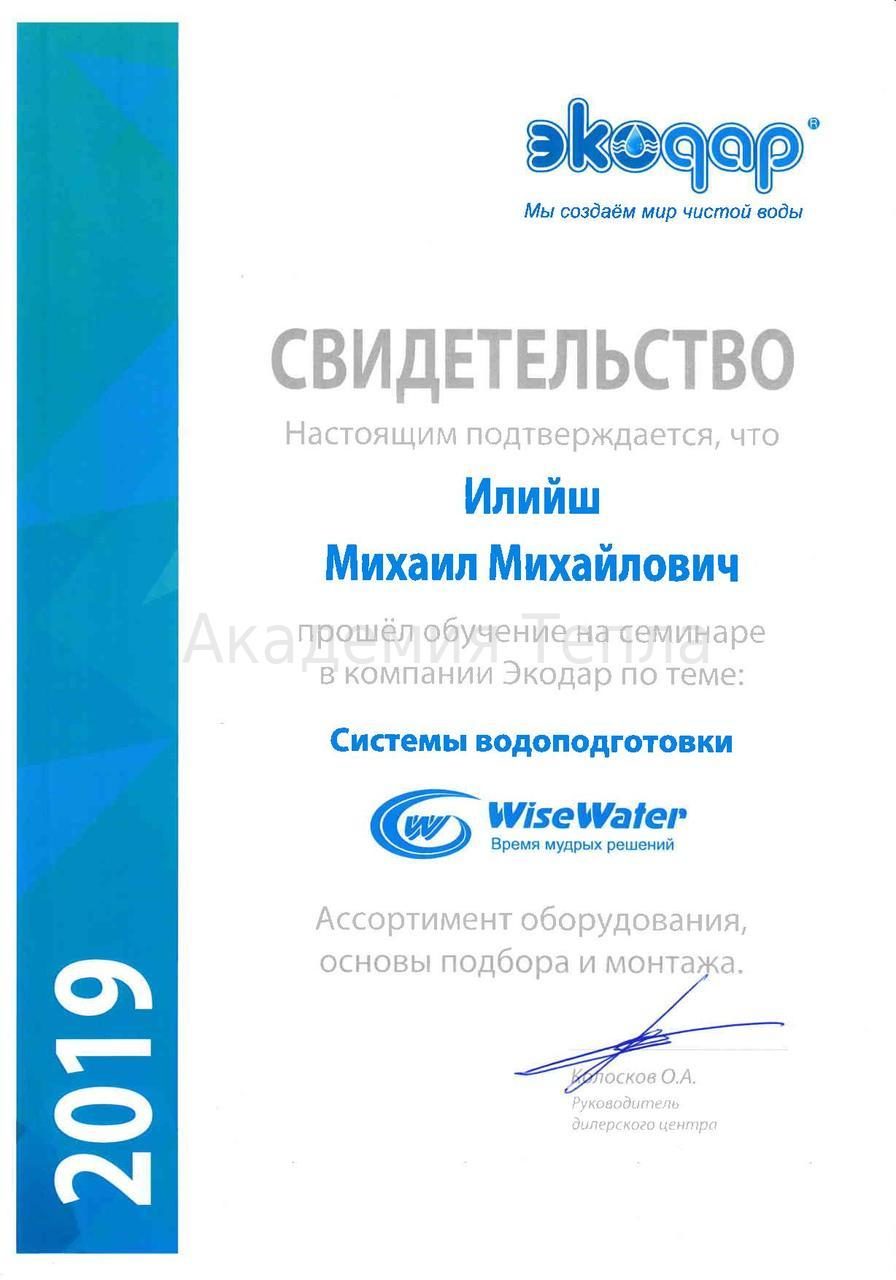 экодар®
Мы создаём мир чистой воды
СВИДЕТЕЛЬСТВО
Настоящим подтверждается, что
Илийш
Михаил Михайлович
прошёл обучение на семинаре
Академия Тепла
в компании Экодар по теме:
Системы водоподготовки
W WiseWater
Время мудрых решений
Ассортимент оборудования,
основы подбора и монтажа.
Колосков О.А.
Руководитель
дилерского центра
2019